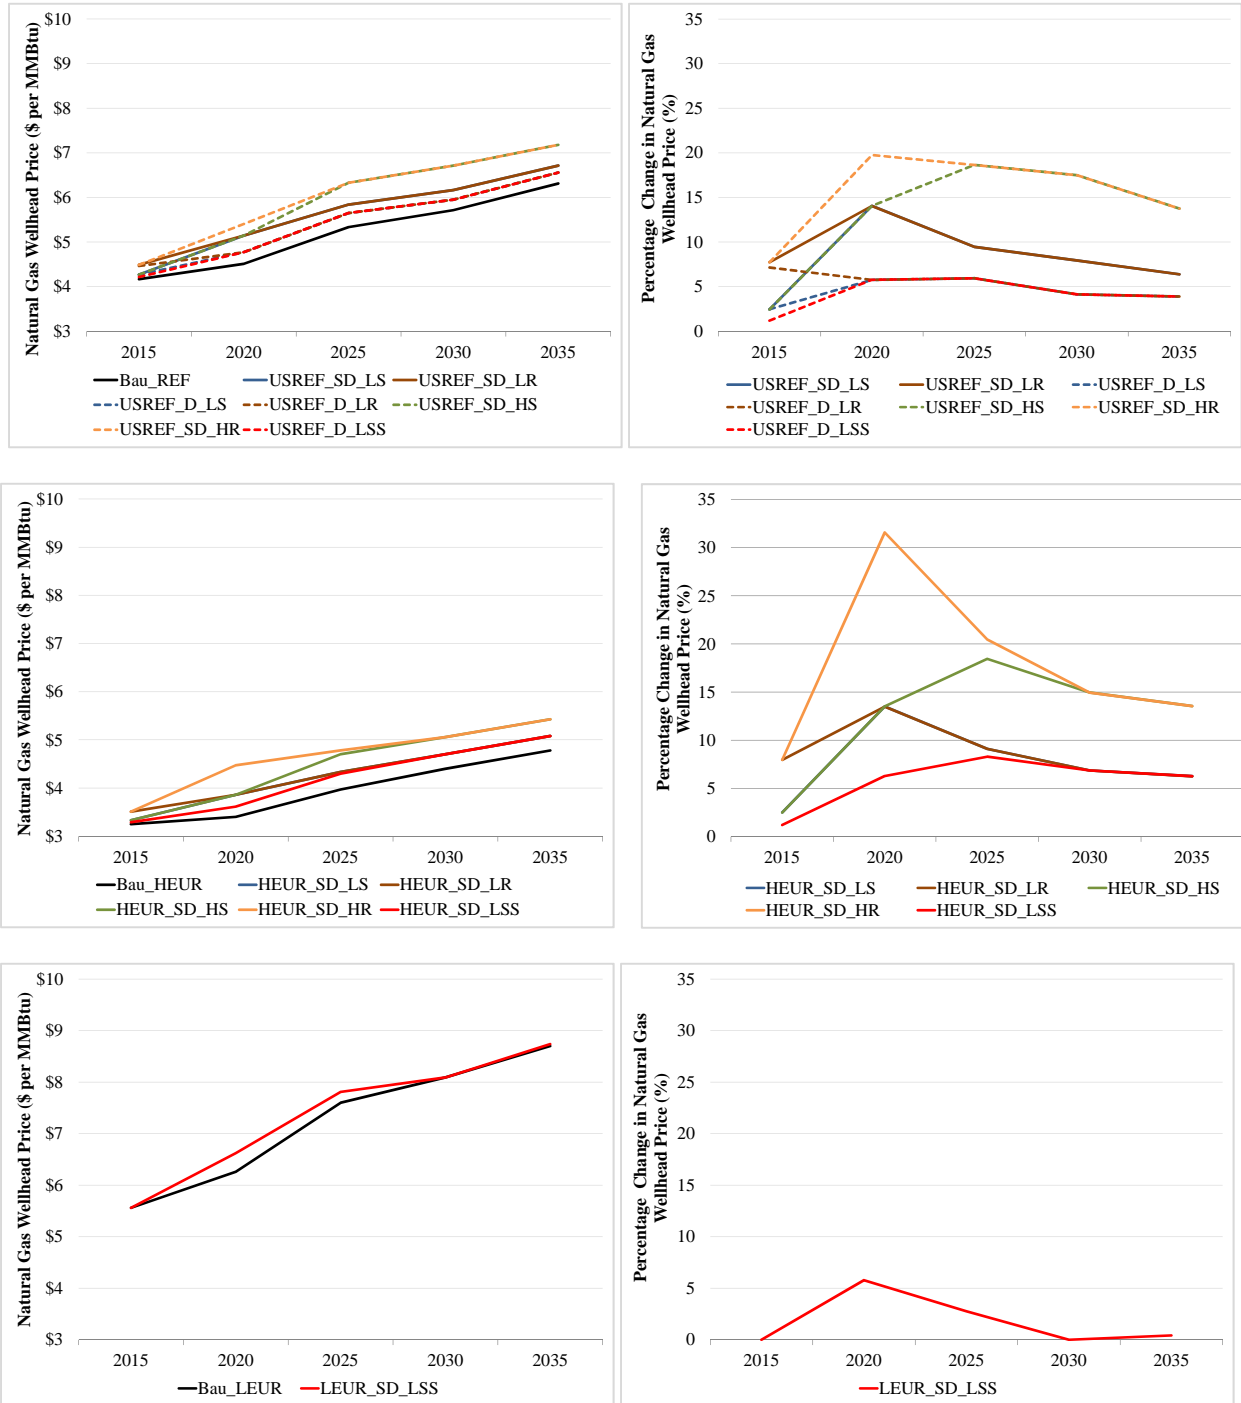 Natural Gas Wellhead Price ($ per MMBtu)
$10
$9
$8
$7
$6
$5
$4
$3
2015 2020 2025 2030 2035
Bau_REF USREF_SD_LS USREF_SD_LR
USREF_D_LS USREF_D_LR USREF_SD_HS
USREF_SD_HR USREF_D_LSS
Percentage Change in Natural Gas
Wellhead Price (%)
35
30
25
20
15
10
5
0
2015 2020 2025 2030 2035
USREF_SD_LS USREF_SD_LR USREF_D_LS
USREF_D_LR USREF_SD_HS USREF_SD_HR
USREF_D_LSS
Natural Gas Wellhead Price ($ per MMBtu)
$10
$9
$8
$7
$6
$5
$4
$3
2015 2020 2025 2030 2035
Bau_HEUR HEUR_SD_LS HEUR_SD_LR
HEUR_SD_HS HEUR_SD_HR HEUR_SD_LSS
Percentage Change in Natural Gas
Wellhead Price (%)
35
30
25
20
15
10
5
0
2015 2020 2025 2030 2035
HEUR_SD_LS HEUR_SD_LR HEUR_SD_HS
HEUR_SD_HR HEUR_SD_LSS
Natural Gas Wellhead Price ($ per MMBtu)
$10
$9
$8
$7
$6
$5
$4
$3
2015 2020 2025 2030 2035
Bau_LEUR LEUR_SD_LSS
Percentage Change in Natural Gas
Wellhead Price (%)
35
30
25
20
15
10
5
0
2015 2020 2025 2030 2035
LEUR_SD_LSS